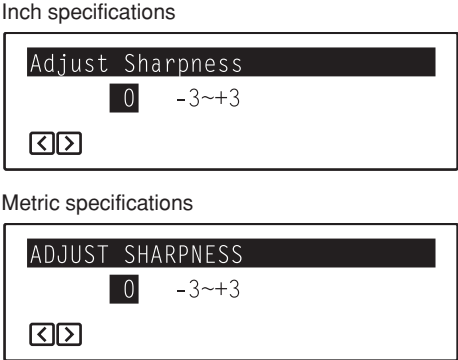 Inch specifications
Adjust Sharpness
0 -3~+3
<>
Metric specifications
ADJUST SHARPNESS
0 -3~+3
<>